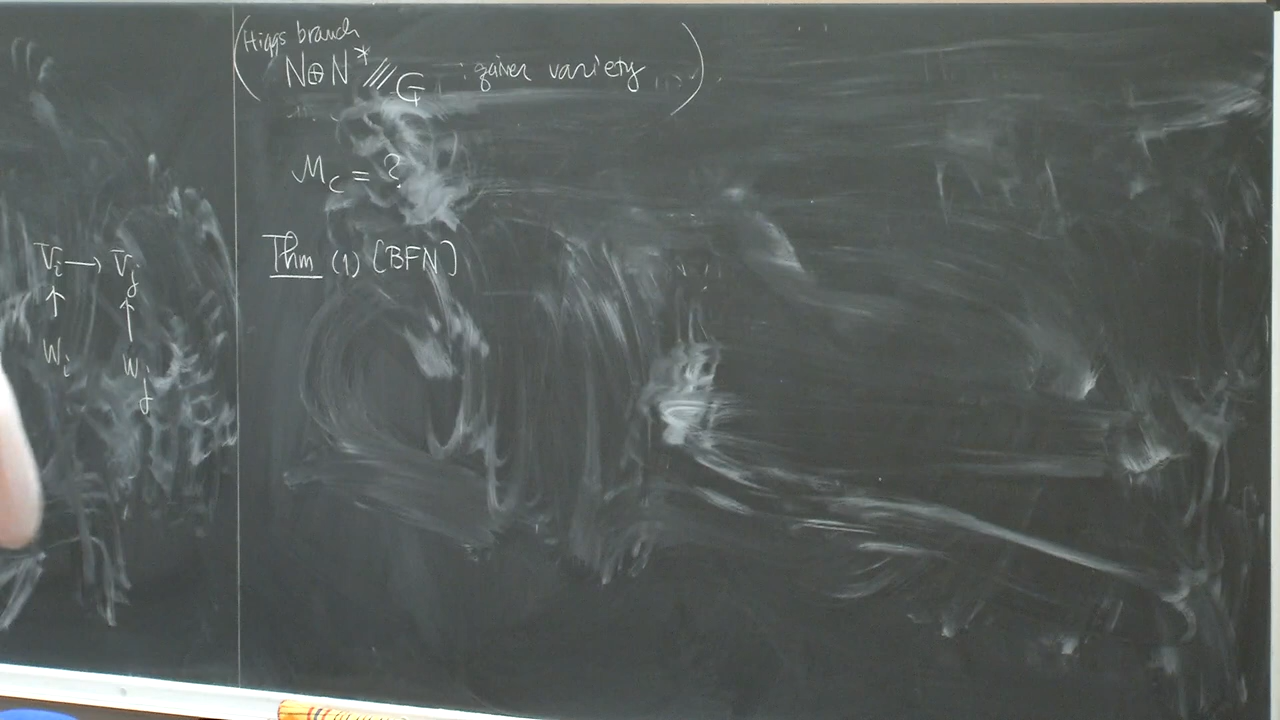 V_i → V_j
↑ ↑
W_i W_j
(Higgs branch
N⊕N*///G : quiver variety)
M_C = ?
Thm (1) [BFN]